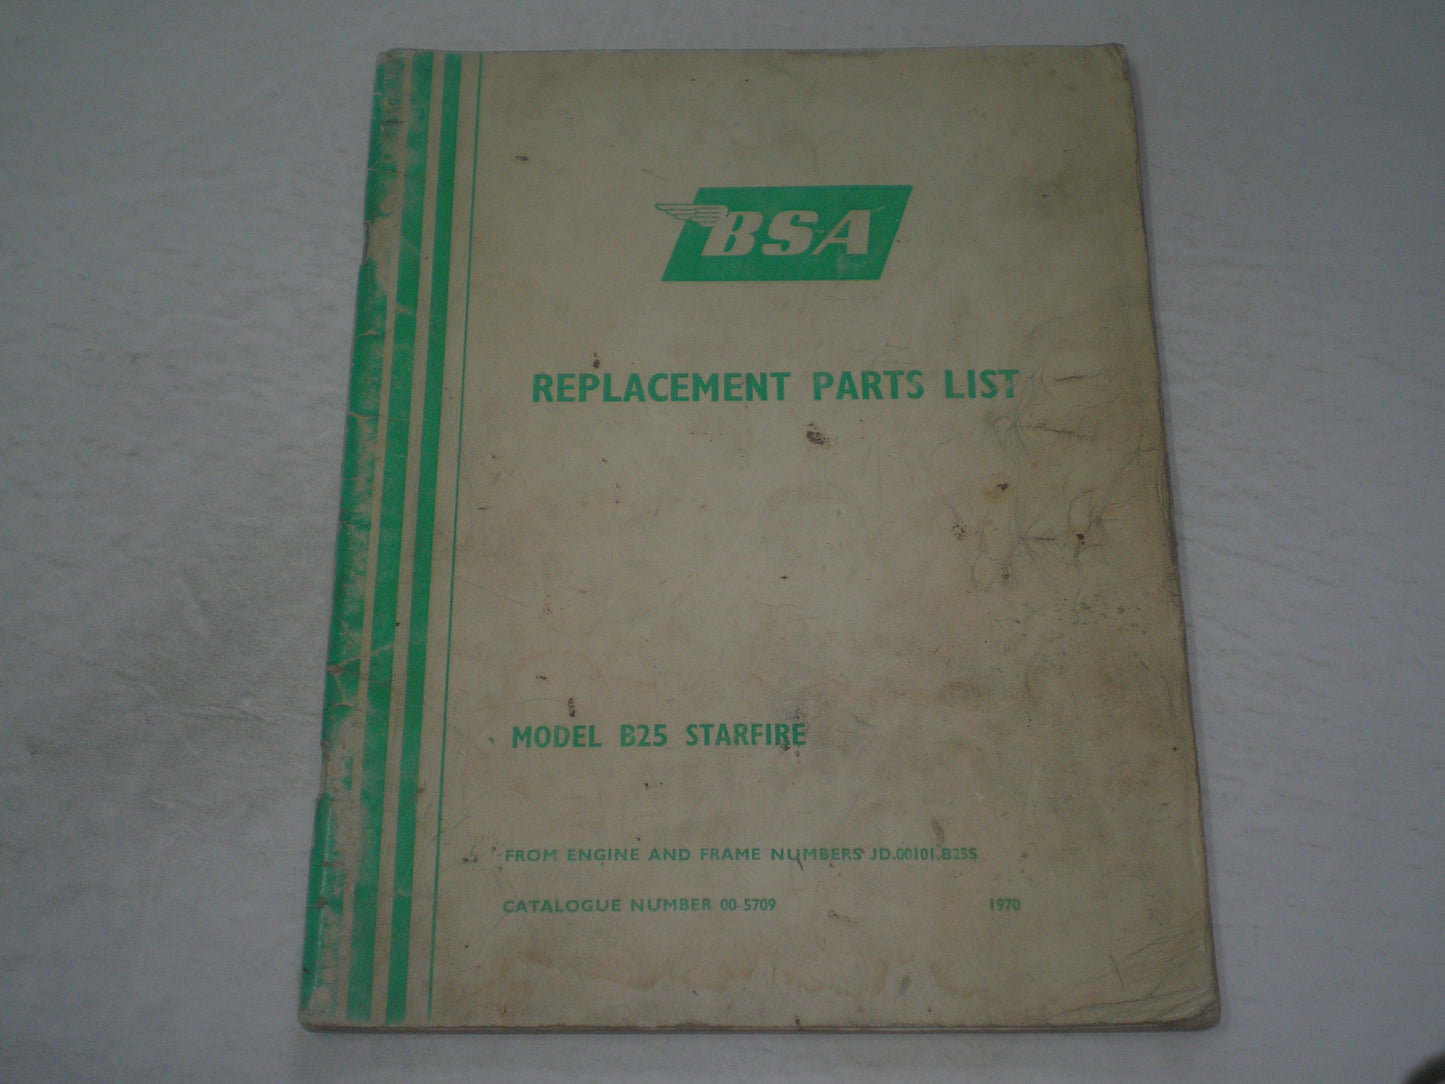 BSA
REPLACEMENT PARTS LIST
MODEL B25 STARFIRE
FROM ENGINE AND FRAME NUMBERS JD.00101.B25S
CATALOGUE NUMBER 00-5709 1970